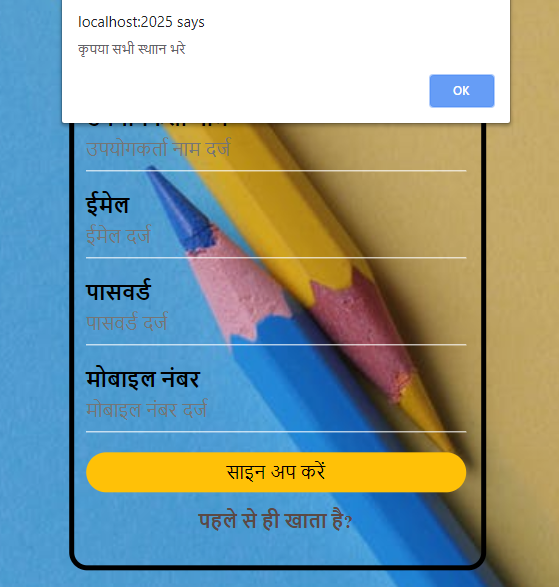 localhost:2025 says
कृपया सभी स्थाान भरे
OK
उपयोगकर्ता नाम दर्ज
ईमेल
ईमेल दर्ज
पासवर्ड
पासवर्ड दर्ज
मोबाइल नंबर
मोबाइल नंबर दर्ज
साइन अप करें
पहले से ही खाता है?